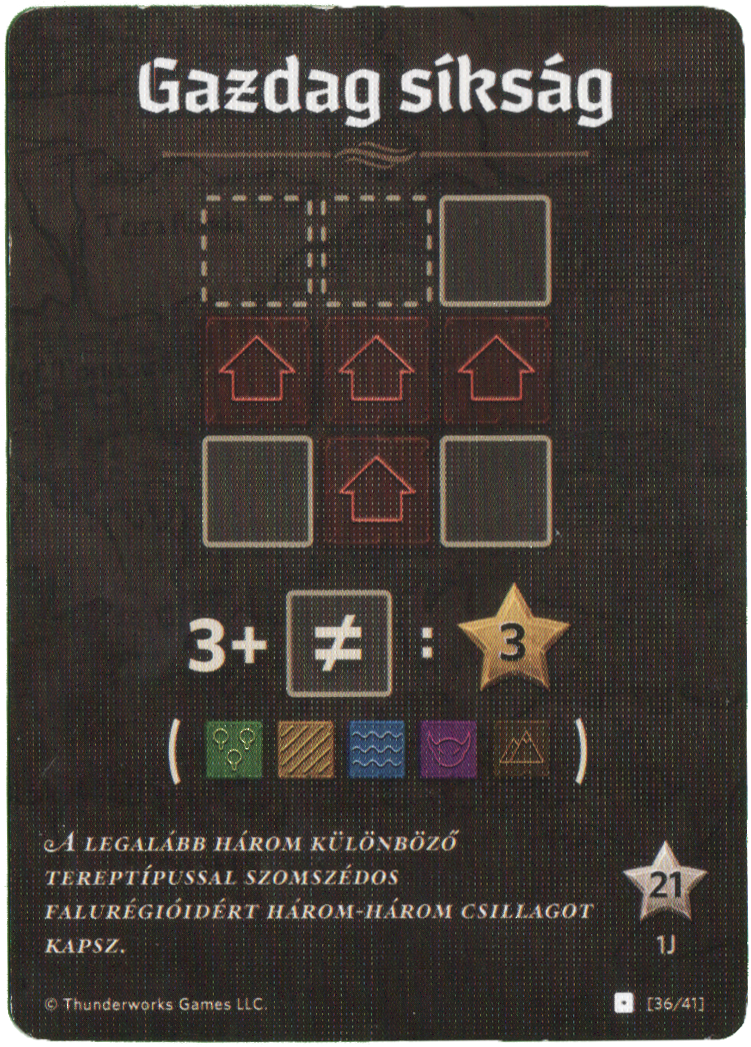 Gazdag síkság
3+ ≠ : 3
A LEGALÁBB HÁROM KÜLÖNBÖZŐ
TEREPTÍPUSSAL SZOMSZÉDOS
FALURÉGIÓIDÉRT HÁROM-HÁROM CSILLAGOT
KAPSZ.
21
1J
© Thunderworks Games LLC.
[36/41]